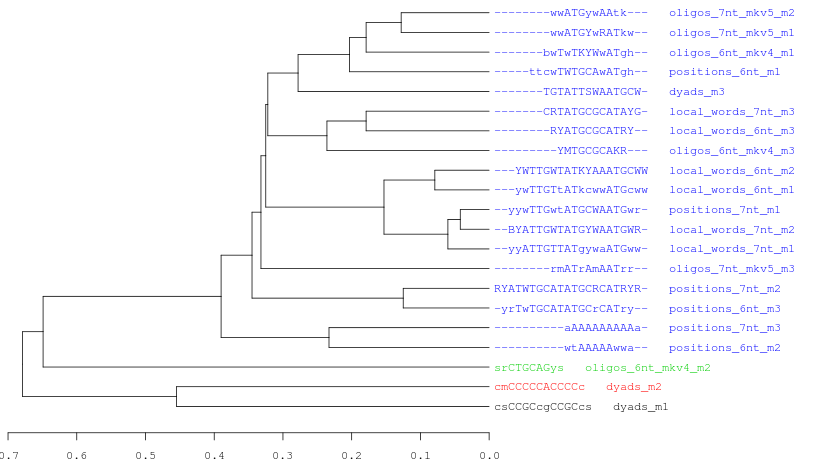 --------wwATGywAAtk---   oligos_7nt_mkv5_m2
--------wwATGYwRATkw--   oligos_7nt_mkv5_m1
-------bwTwTKYWwATgh--   oligos_6nt_mkv4_m1
-----ttcwTWTGCAwATgh--   positions_6nt_m1
-------TGTATTSWAATGCW-   dyads_m3
-------CRTATGCGCATAYG-   local_words_7nt_m3
--------RYATGCGCATRY--   local_words_6nt_m3
---------YMTGCGCAKR---   oligos_6nt_mkv4_m3
---YWTTGWTATKYAAATGCWW   local_words_6nt_m2
---ywTTGTtATkcwwATGcww   local_words_6nt_m1
--yywTTGwtATGCWAATGwr-   positions_7nt_m1
--BYATTGWTATGYWAATGWR-   local_words_7nt_m2
--yyATTGTTATgywaATGww-   local_words_7nt_m1
--------rmATrAmAATrr--   oligos_7nt_mkv5_m3
RYATWTGCATATGCRCATRYR-   positions_7nt_m2
-yrTwTGCATATGCrCATry--   positions_6nt_m3
----------aAAAAAAAAAa-   positions_7nt_m3
----------wtAAAAAwwa--   positions_6nt_m2
srCTGCAGys   oligos_6nt_mkv4_m2
cmCCCCCACCCCc   dyads_m2
csCCGCcgCCGCcs   dyads_m1
0.7 0.6 0.5 0.4 0.3 0.2 0.1 0.0